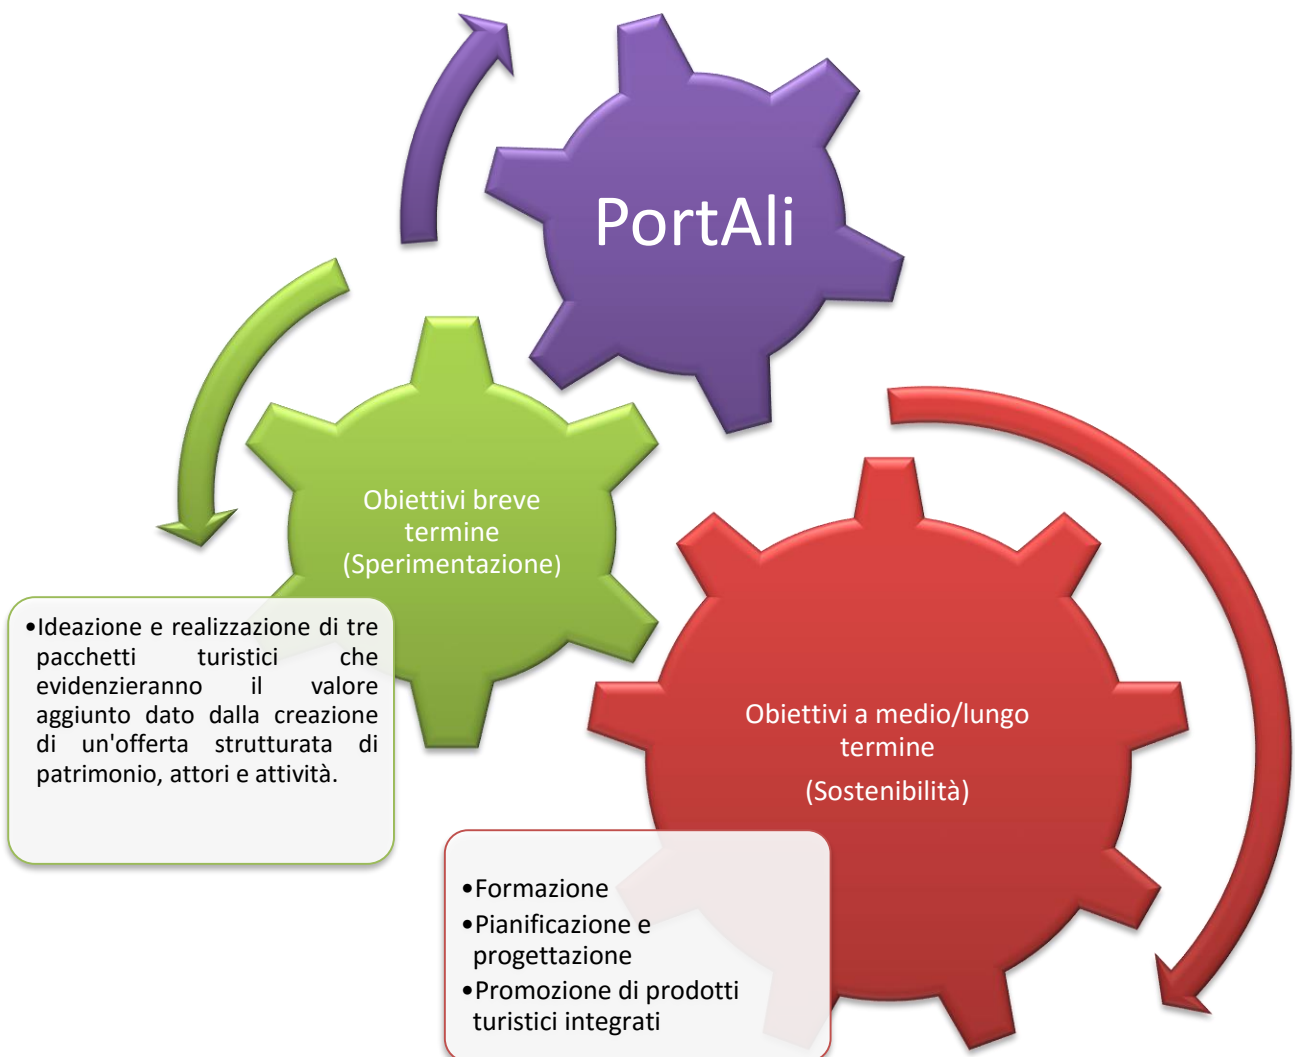 PortAli
Obiettivi breve
termine
(Sperimentazione)
•Ideazione e realizzazione di tre
pacchetti turistici che
evidenzieranno il valore
aggiunto dato dalla creazione
di un'offerta strutturata di
patrimonio, attori e attività.
Obiettivi a medio/lungo
termine
(Sostenibilità)
•Formazione
•Pianificazione e
progettazione
•Promozione di prodotti
turistici integrati